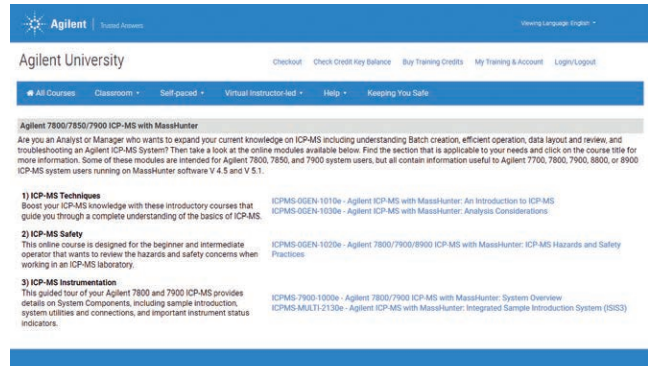 Agilent | Trusted Answers
Viewing Language: English
Agilent University
Checkout Check Credit Key Balance Buy Training Credits My Training & Account Login/Logout
All Courses Classroom Self-paced Virtual Instructor-led Help Keeping You Safe
Agilent 7800/7850/7900 ICP-MS with MassHunter
Are you an Analyst or Manager who wants to expand your current knowledge on ICP-MS including understanding Batch creation, efficient operation, data layout and review, and
troubleshooting an Agilent ICP-MS System? Then take a look at the online modules available below. Find the section that is applicable to your needs and click on the course title for
more information. Some of these modules are intended for Agilent 7800, 7850, and 7900 system users, but all contain information useful to Agilent 7700, 7800, 7900, 8800, or 8900
ICP-MS system users running on MassHunter software V 4.5 and V 5.1.
1) ICP-MS Techniques
Boost your ICP-MS knowledge with these introductory courses that
guide you through a complete understanding of the basics of ICP-MS.
ICPMS-0GEN-1010e - Agilent ICP-MS with MassHunter: An Introduction to ICP-MS
ICPMS-0GEN-1030e - Agilent ICP-MS with MassHunter: Analysis Considerations
2) ICP-MS Safety
This online course is designed for the beginner and intermediate
operator that wants to review the hazards and safety concerns when
working in an ICP-MS laboratory.
ICPMS-0GEN-1020e - Agilent 7800/7900/8900 ICP-MS with MassHunter: ICP-MS Hazards and Safety
Practices
3) ICP-MS Instrumentation
This guided tour of your Agilent 7800 and 7900 ICP-MS provides
details on System Components, including sample introduction,
system utilities and connections, and important instrument status
indicators.
ICPMS-7900-1000e - Agilent 7800/7900 ICP-MS with MassHunter: System Overview
ICPMS-MULTI-2130e - Agilent ICP-MS with MassHunter: Integrated Sample Introduction System (ISIS3)